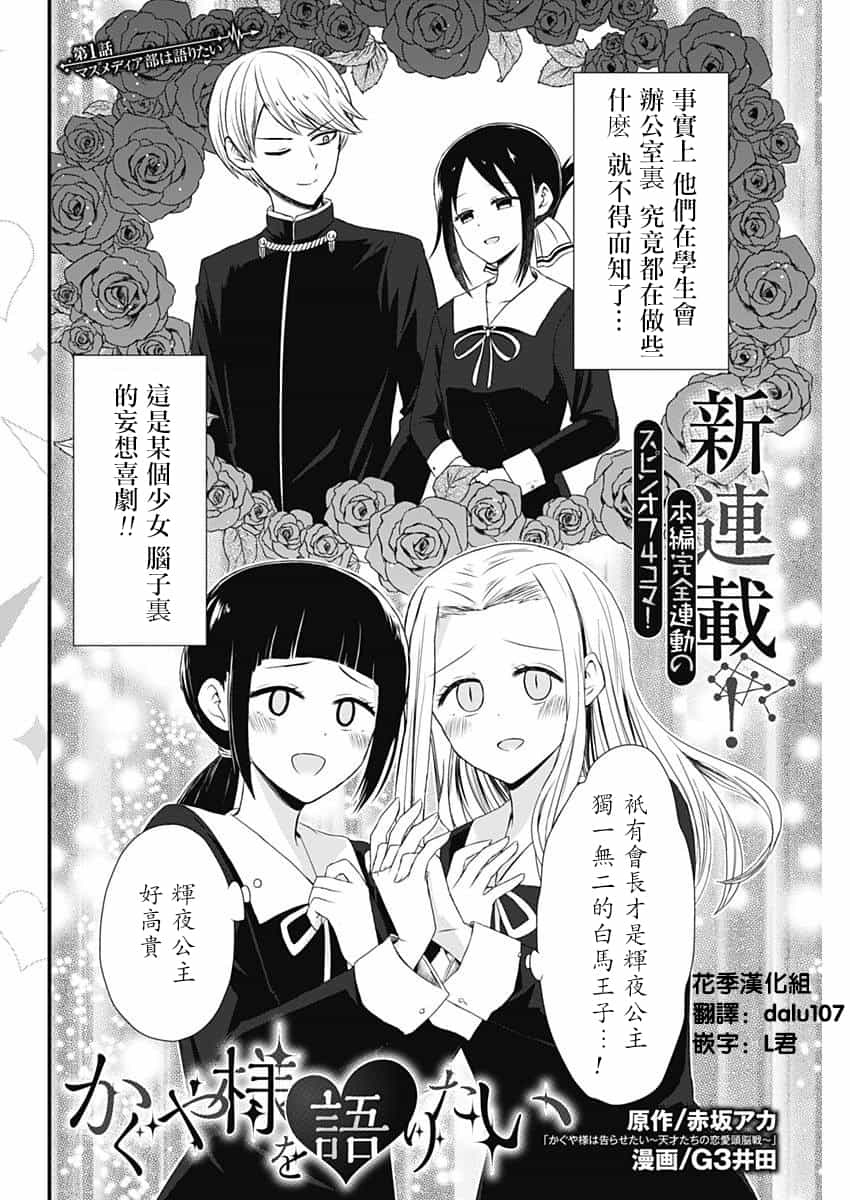 第1話
マスメディア部は語りたい
事實上 他們在學生會
辦公室裏 究竟都在做些
什麽 就不得而知了…
新連載!
本編完全連動の
スピンオフ4コマ!
這是某個少女 腦子裏
的妄想喜劇!!
祇有會長才是輝夜公主
獨一無二的白馬王子…!
輝夜公主
好高貴
花季漢化組
翻譯：dalu107
嵌字：L君
かぐや様を語りたい
原作/赤坂アカ
「かぐや様は告らせたい～天才たちの恋愛頭脳戦～」
漫画/G3井田